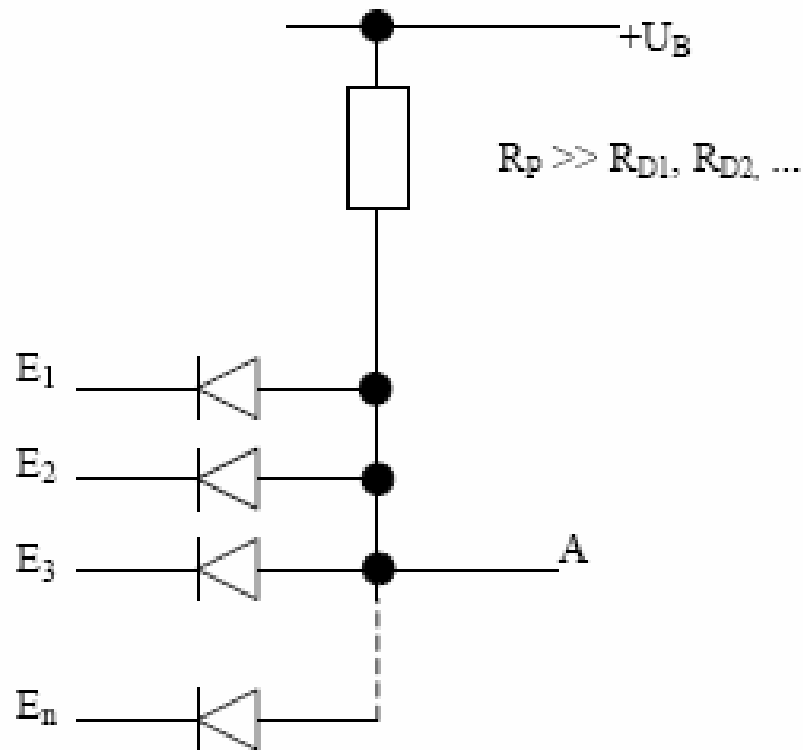 +U_B
R_P >> R_D1, R_D2, ...
E_1
E_2
E_3
A
E_n